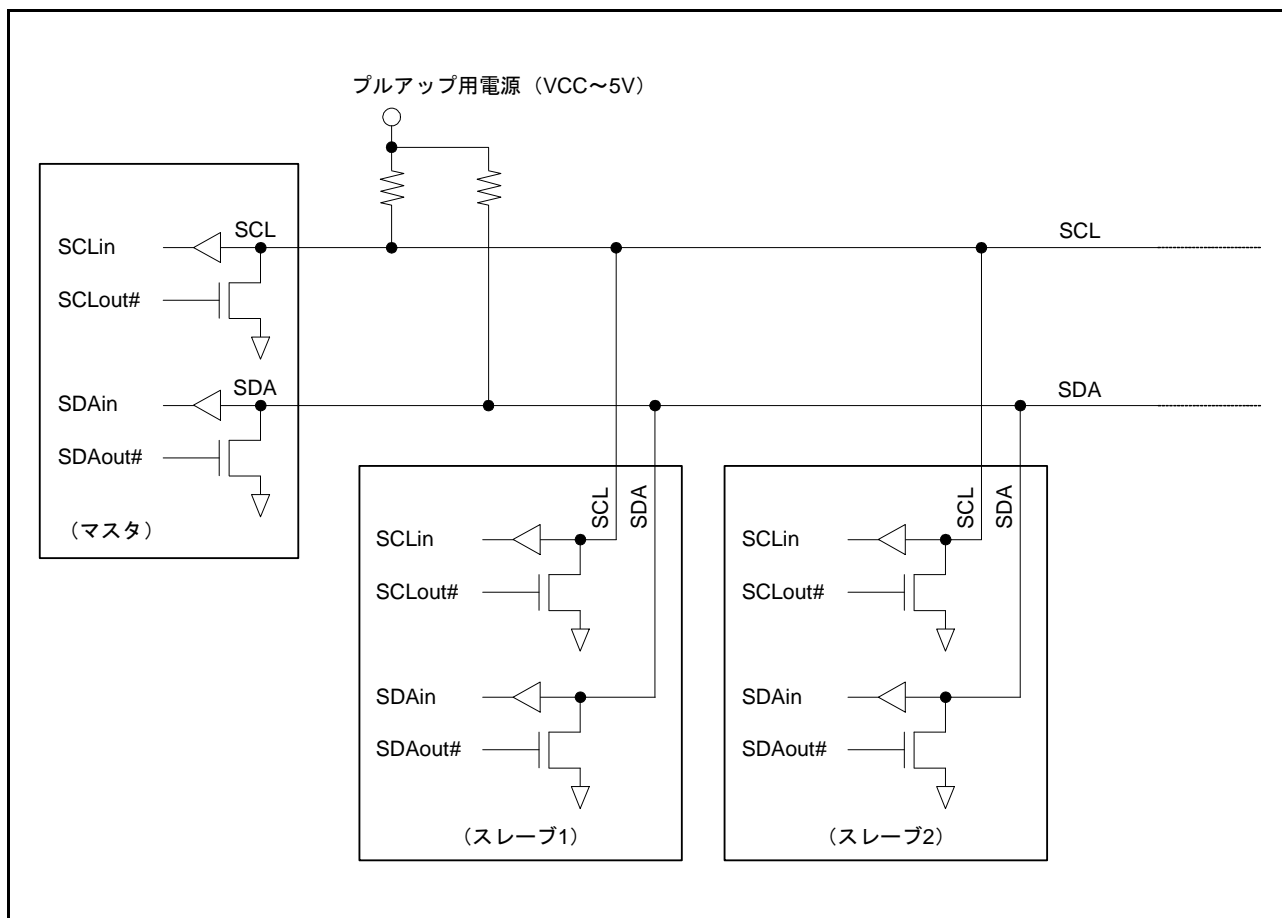 プルアップ用電源（VCC～5V）
SCLin
SCL
SCL
SCLout#
SDAin
SDA
SDA
SDAout#
（マスタ）
SCL
SDA
SCLin
SCLout#
SDAin
SDAout#
（スレーブ1）
SCL
SDA
SCLin
SCLout#
SDAin
SDAout#
（スレーブ2）